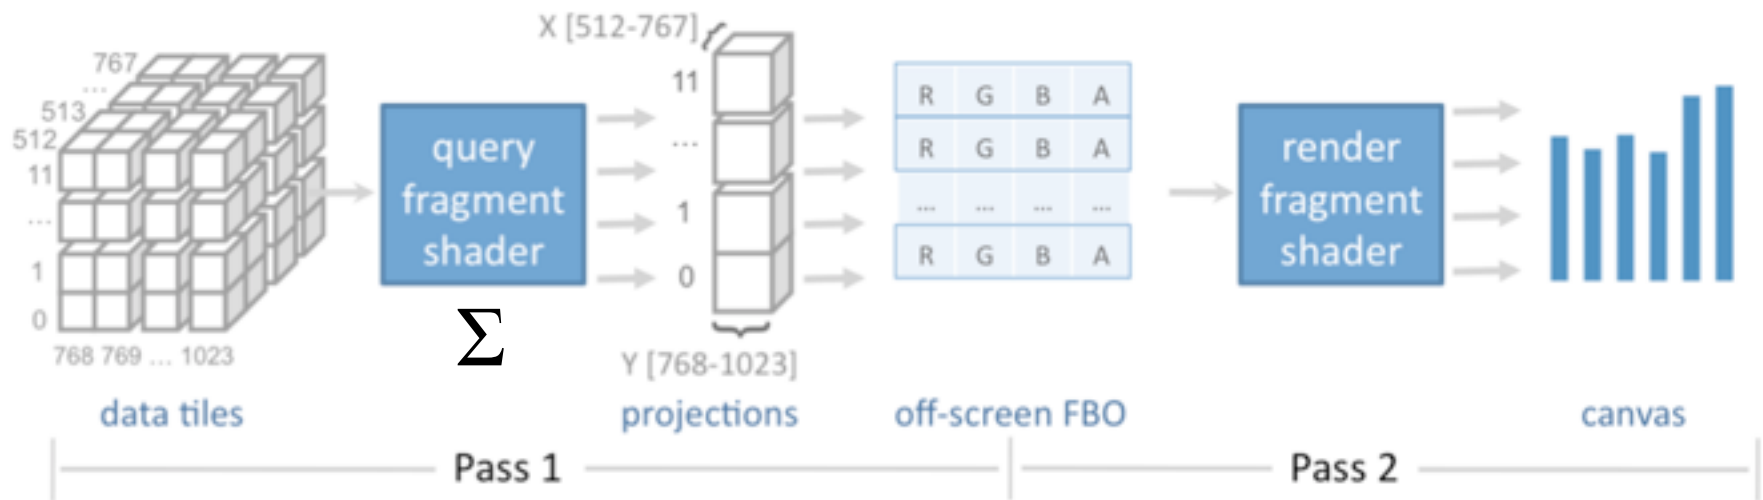 767
...
513
512
11
...
1
0
768 769 ... 1023
data tiles
query
fragment
shader
Σ
X [512-767]
11
...
1
0
Y [768-1023]
projections
R G B A
R G B A
... ... ... ...
R G B A
off-screen FBO
render
fragment
shader
canvas
Pass 1
Pass 2